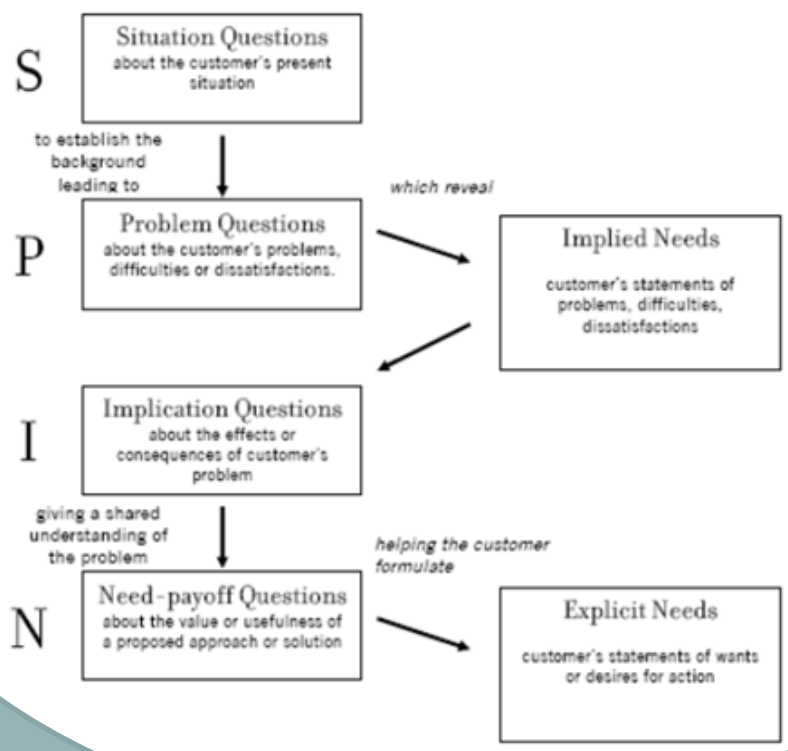 S
Situation Questions
about the customer's present
situation
to establish the
background
leading to
P
Problem Questions
about the customer's problems,
difficulties or dissatisfactions.
which reveal
Implied Needs
customer's statements of
problems, difficulties,
dissatisfactions
I
Implication Questions
about the effects or
consequences of customer's
problem
giving a shared
understanding of
the problem
N
Need-payoff Questions
about the value or usefulness of
a proposed approach or solution
helping the customer
formulate
Explicit Needs
customer's statements of wants
or desires for action